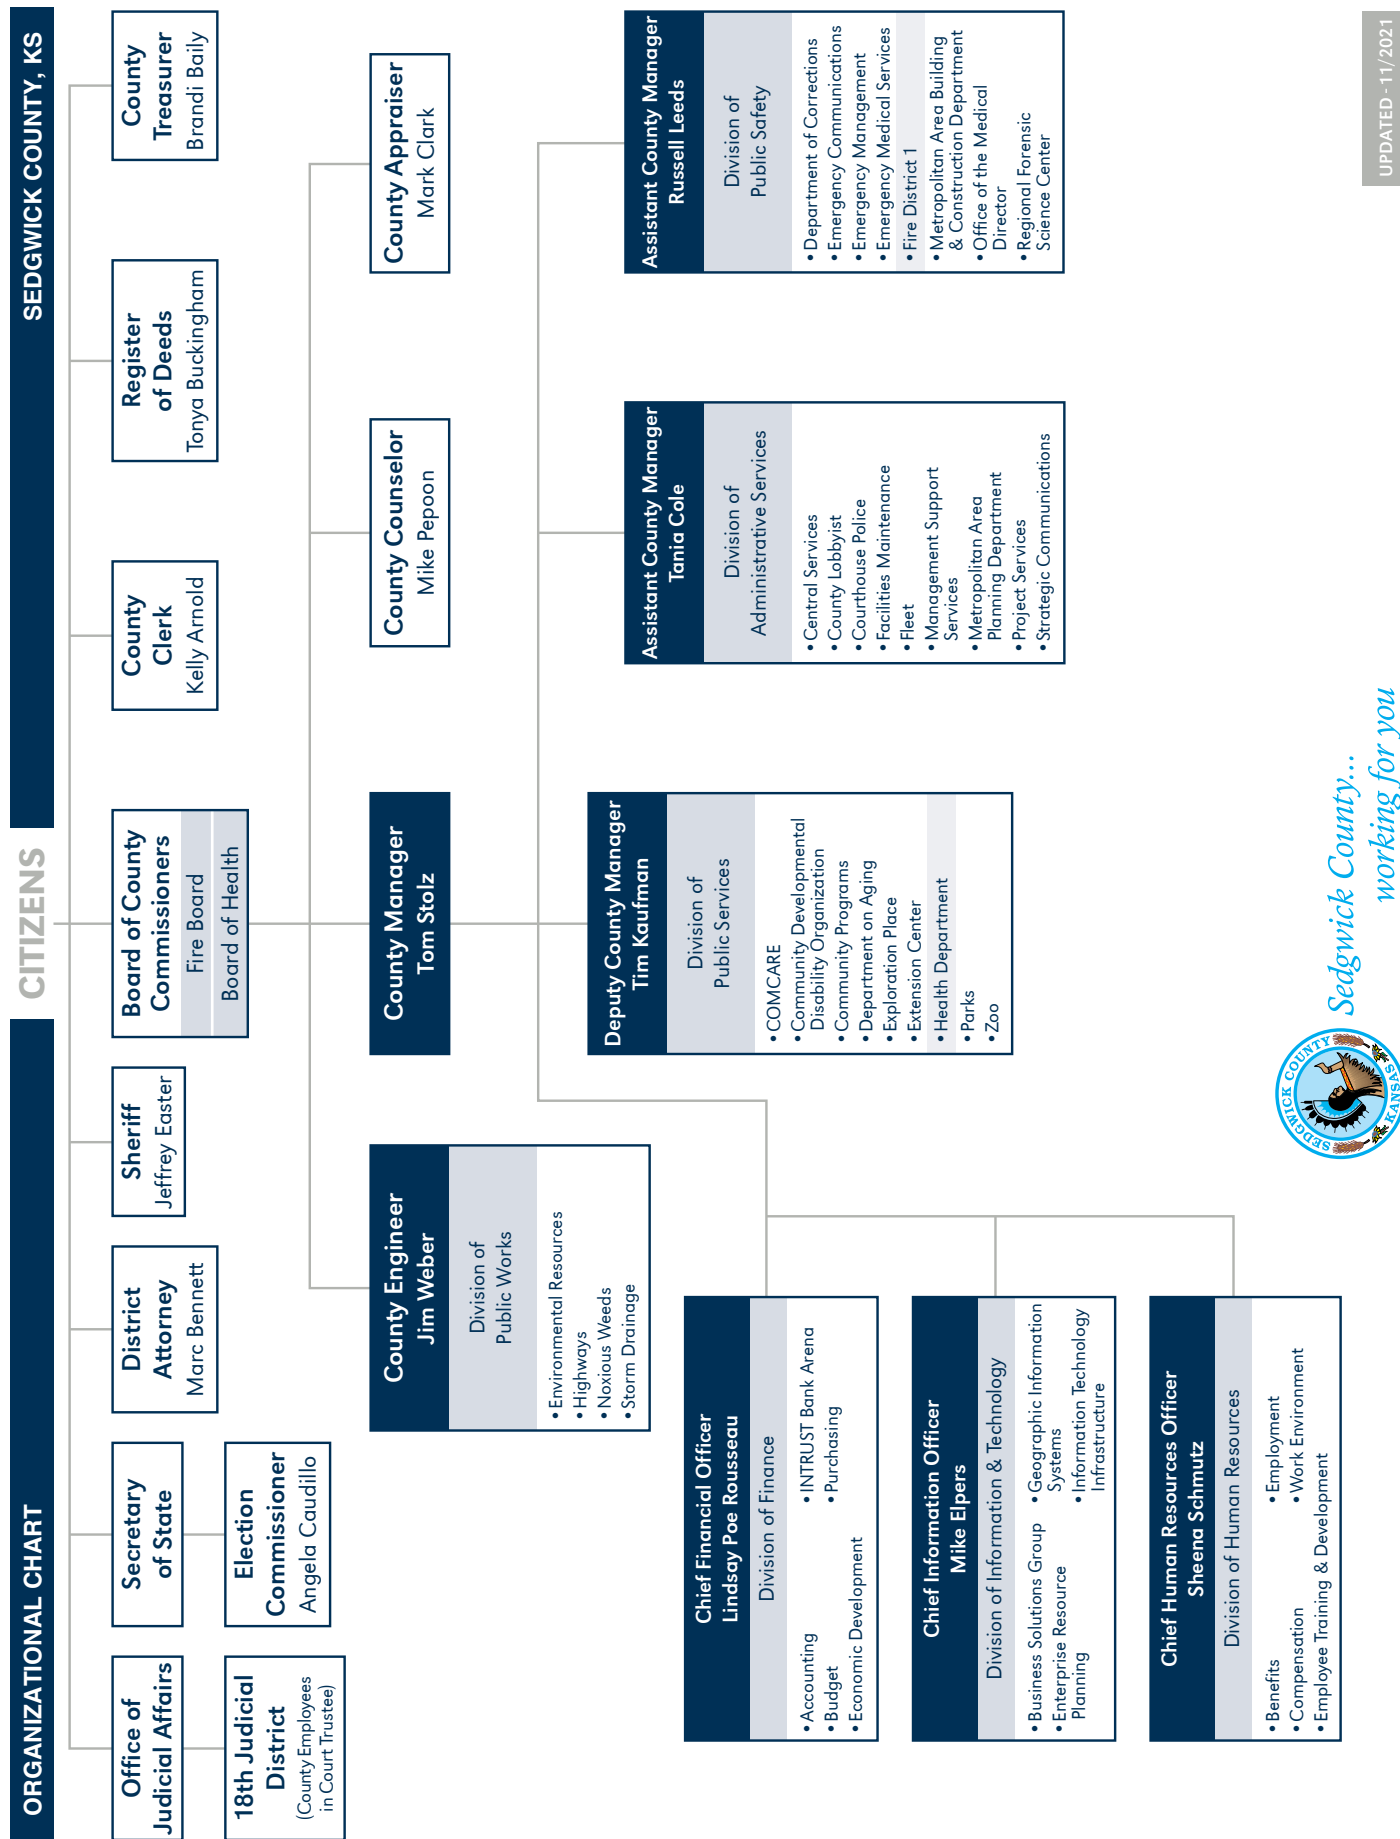 ORGANIZATIONAL CHART
CITIZENS
SEDGWICK COUNTY, KS
Office of
Judicial Affairs
18th Judicial
District
(County Employees
in Court Trustee)
Secretary
of State
Election
Commissioner
Angela Caudillo
District
Attorney
Marc Bennett
Sheriff
Jeffrey Easter
Board of County
Commissioners
Fire Board
Board of Health
County
Clerk
Kelly Arnold
Register
of Deeds
Tonya Buckingham
County
Treasurer
Brandi Baily
County Engineer
Jim Weber
Division of
Public Works
• Environmental Resources
• Highways
• Noxious Weeds
• Storm Drainage
County Manager
Tom Stolz
County Counselor
Mike Pepoon
County Appraiser
Mark Clark
Chief Financial Officer
Lindsay Poe Rousseau
Division of Finance
• Accounting
• Budget
• Economic Development
• INTRUST Bank Arena
• Purchasing
Chief Information Officer
Mike Elpers
Division of Information & Technology
• Business Solutions Group
• Enterprise Resource
Planning
• Geographic Information
Systems
• Information Technology
Infrastructure
Chief Human Resources Officer
Sheena Schmutz
Division of Human Resources
• Benefits
• Compensation
• Employee Training & Development
• Employment
• Work Environment
Deputy County Manager
Tim Kaufman
Division of
Public Services
• COMCARE
• Community Developmental
Disability Organization
• Community Programs
• Department on Aging
• Exploration Place
• Extension Center
• Health Department
• Parks
• Zoo
Assistant County Manager
Tania Cole
Division of
Administrative Services
• Central Services
• County Lobbyist
• Courthouse Police
• Facilities Maintenance
• Fleet
• Management Support
Services
• Metropolitan Area
Planning Department
• Project Services
• Strategic Communications
Assistant County Manager
Russell Leeds
Division of
Public Safety
• Department of Corrections
• Emergency Communications
• Emergency Management
• Emergency Medical Services
• Fire District 1
• Metropolitan Area Building
& Construction Department
• Office of the Medical
Director
• Regional Forensic
Science Center
SEDGWICK COUNTY
KANSAS
Sedgwick County...
working for you
UPDATED - 11/2021